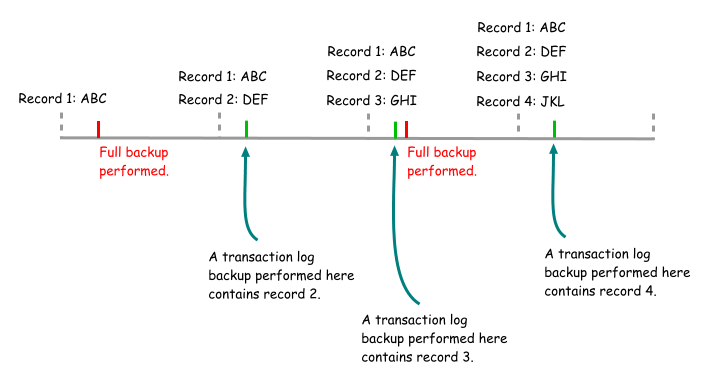 Record 1: ABC
Record 1: ABC
Record 2: DEF
Record 1: ABC
Record 2: DEF
Record 3: GHI
Record 1: ABC
Record 2: DEF
Record 3: GHI
Record 4: JKL
Full backup
performed.
Full backup
performed.
A transaction log
backup performed here
contains record 2.
A transaction log
backup performed here
contains record 3.
A transaction log
backup performed here
contains record 4.